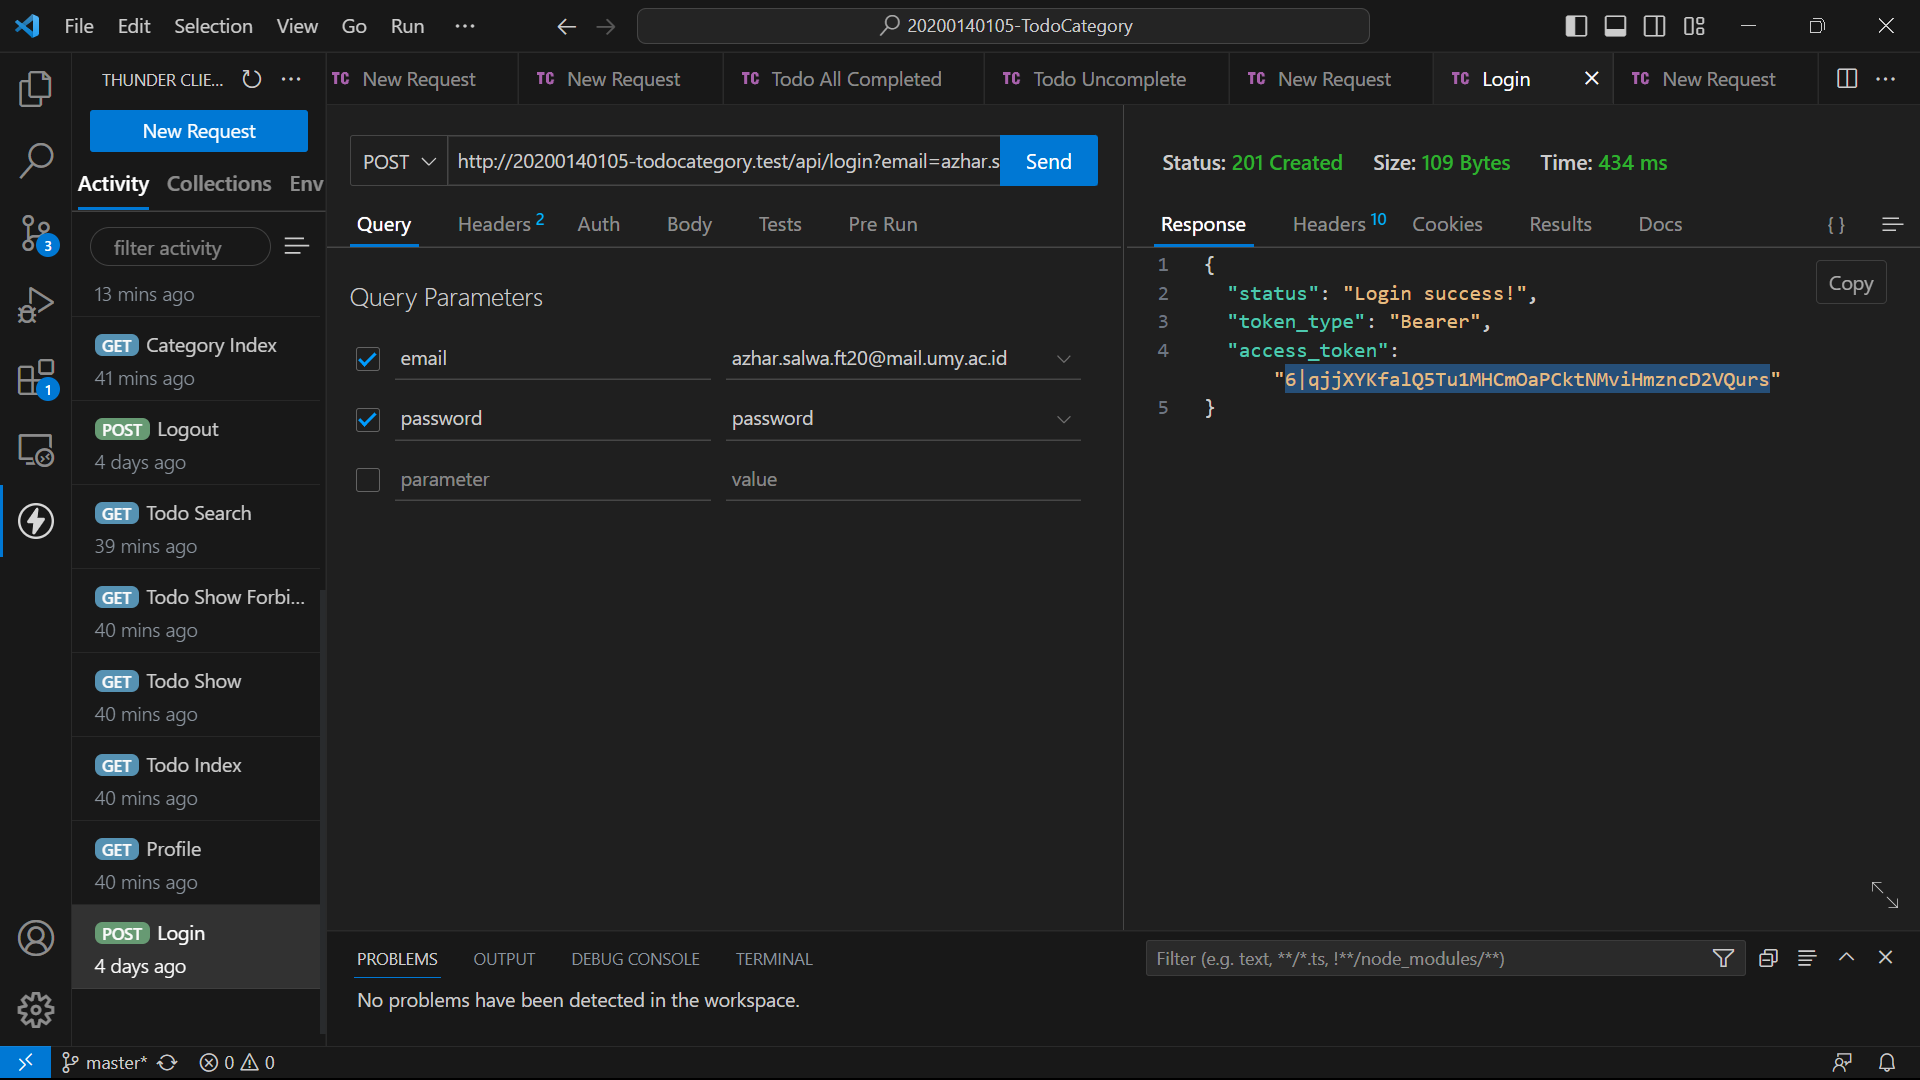 File Edit Selection View Go Run ···
20200140105-TodoCategory
THUNDER CLIE... ···
New Request
Activity Collections Env
filter activity
13 mins ago
GET Category Index
41 mins ago
POST Logout
4 days ago
GET Todo Search
39 mins ago
GET Todo Show Forbi...
40 mins ago
GET Todo Show
40 mins ago
GET Todo Index
40 mins ago
GET Profile
40 mins ago
POST Login
4 days ago
3
1
TC New Request TC New Request TC Todo All Completed TC Todo Uncomplete TC New Request TC Login TC New Request ···
POST http://20200140105-todocategory.test/api/login?email=azhar.s Send
Query Headers 2 Auth Body Tests Pre Run
Query Parameters
email azhar.salwa.ft20@mail.umy.ac.id
password password
parameter value
Status: 201 Created Size: 109 Bytes Time: 434 ms
Response Headers 10 Cookies Results Docs { }
Copy
1 {
2 "status": "Login success!",
3 "token_type": "Bearer",
4 "access_token":
"6|qjjXYKfalQ5Tu1MHCmOaPCktNMviHmzncD2VQurs"
5 }
PROBLEMS OUTPUT DEBUG CONSOLE TERMINAL
Filter (e.g. text, **/*.ts, !**/node_modules/**)
No problems have been detected in the workspace.
master* 0 0